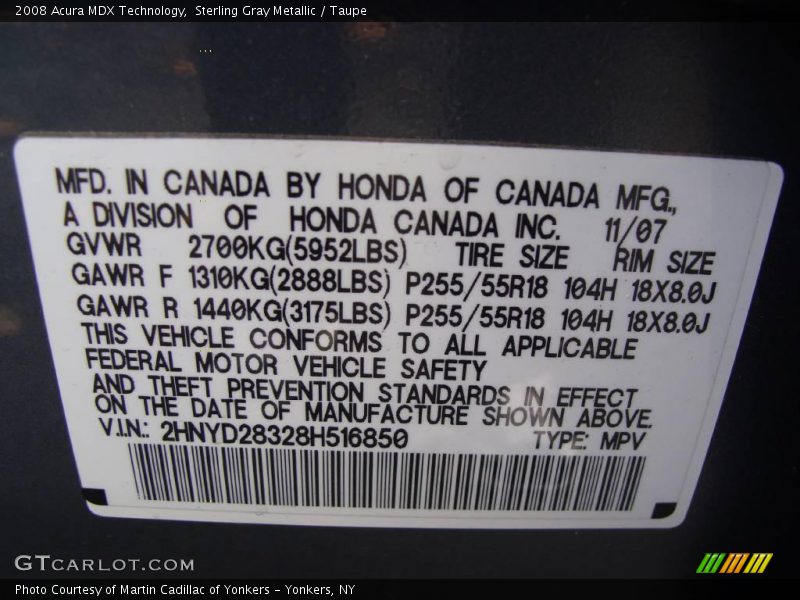 2008 Acura MDX Technology, Sterling Gray Metallic / Taupe
MFD. IN CANADA BY HONDA OF CANADA MFG.,
A DIVISION OF HONDA CANADA INC. 11/07
GVWR 2700KG(5952LBS) TIRE SIZE RIM SIZE
GAWR F 1310KG(2888LBS) P255/55R18 104H 18X8.0J
GAWR R 1440KG(3175LBS) P255/55R18 104H 18X8.0J
THIS VEHICLE CONFORMS TO ALL APPLICABLE
FEDERAL MOTOR VEHICLE SAFETY
AND THEFT PREVENTION STANDARDS IN EFFECT
ON THE DATE OF MANUFACTURE SHOWN ABOVE.
V.I.N.: 2HNYD28328H516850 TYPE: MPV
GTCARLOT.COM
Photo Courtesy of Martin Cadillac of Yonkers - Yonkers, NY